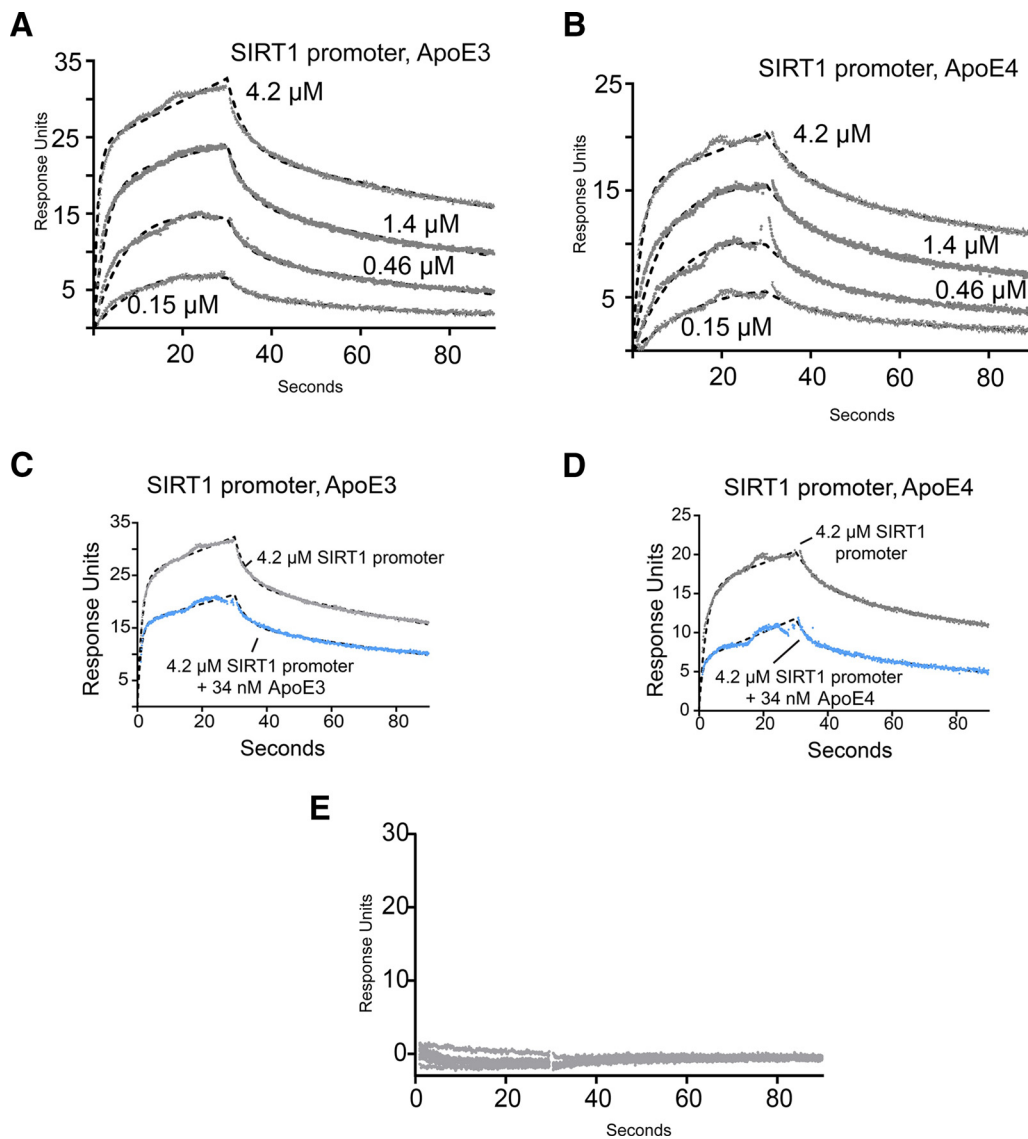 A
SIRT1 promoter, ApoE3
35
25
15
5
Response Units
4.2 µM
1.4 µM
0.46 µM
0.15 µM
20
40
60
80
Seconds
B
SIRT1 promoter, ApoE4
25
15
5
Response Units
4.2 µM
1.4 µM
0.46 µM
0.15 µM
20
40
60
80
Seconds
C
SIRT1 promoter, ApoE3
35
25
15
5
Response Units
4.2 µM SIRT1 promoter
4.2 µM SIRT1 promoter
+ 34 nM ApoE3
0
20
40
60
80
Seconds
D
SIRT1 promoter, ApoE4
25
20
15
10
5
0
Response Units
4.2 µM SIRT1
promoter
4.2 µM SIRT1 promoter
+ 34 nM ApoE4
0
20
40
60
80
Seconds
E
30
20
10
0
Response Units
0
20
40
60
80
Seconds